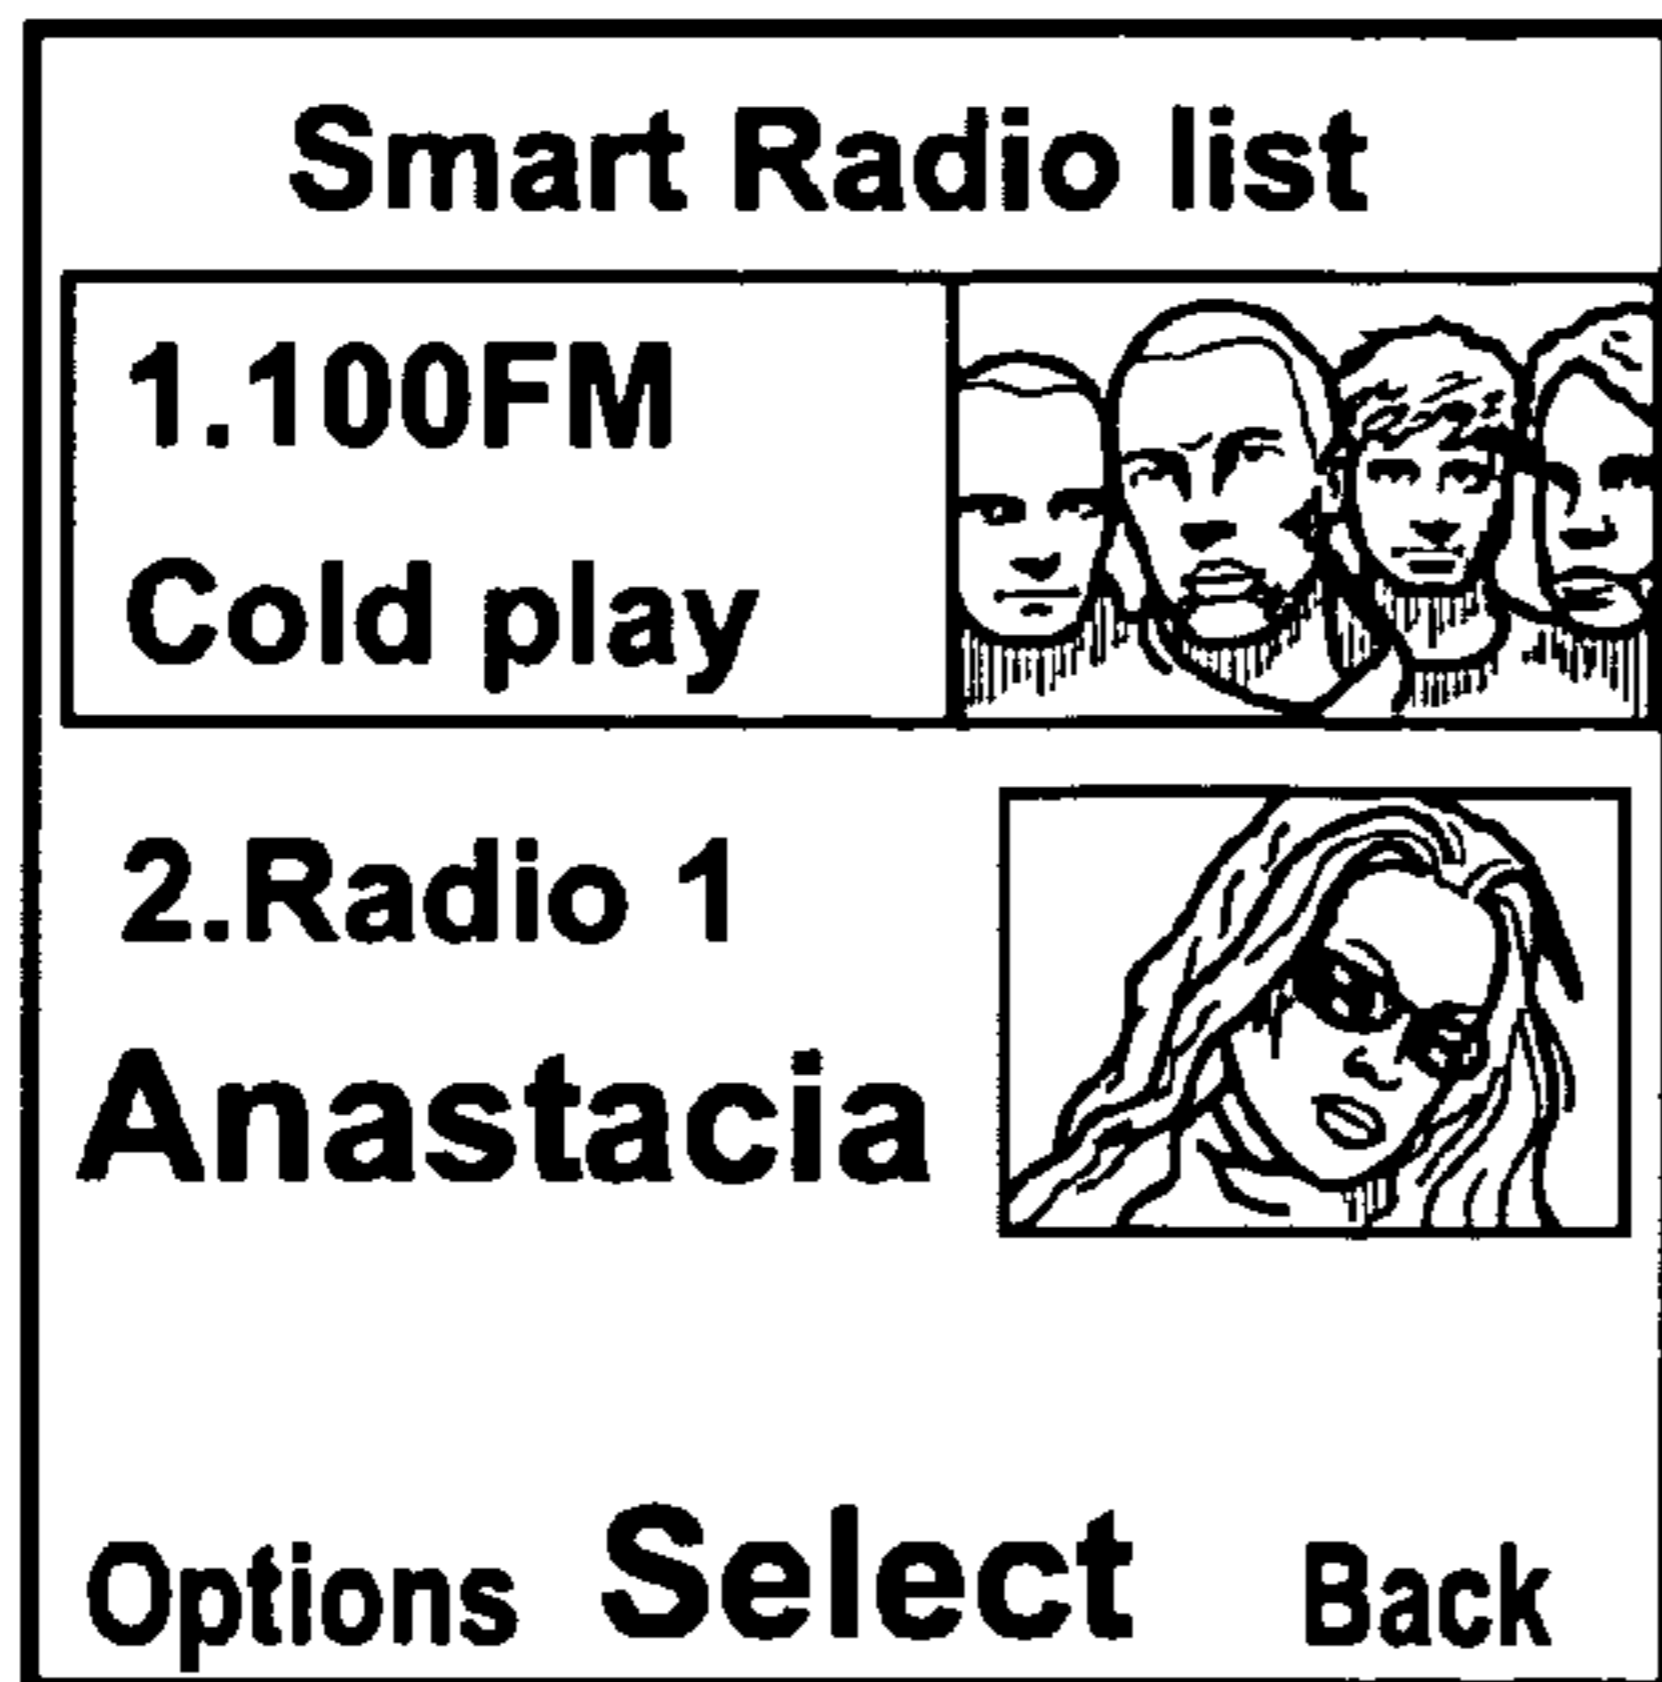 Smart Radio list
1.100FM
Cold play
2.Radio 1
Anastacia
Options Select Back